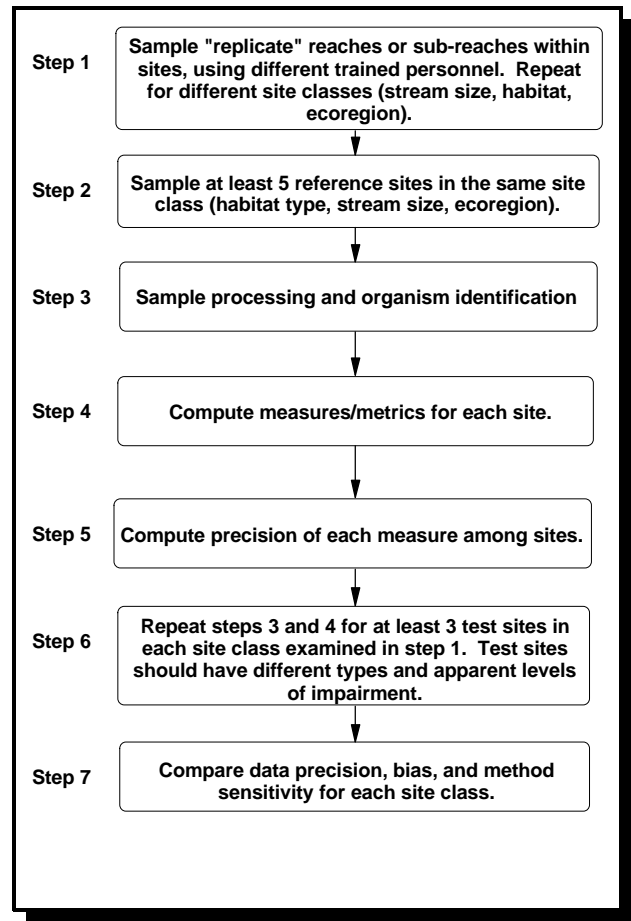 Step 1
Sample "replicate" reaches or sub-reaches within
sites, using different trained personnel.  Repeat
for different site classes (stream size, habitat,
ecoregion).
Step 2
Sample at least 5 reference sites in the same site
class (habitat type, stream size, ecoregion).
Step 3
Sample processing and organism identification
Step 4
Compute measures/metrics for each site.
Step 5
Compute precision of each measure among sites.
Step 6
Repeat steps 3 and 4 for at least 3 test sites in
each site class examined in step 1.  Test sites
should have different types and apparent levels
of impairment.
Step 7
Compare data precision, bias, and method
sensitivity for each site class.